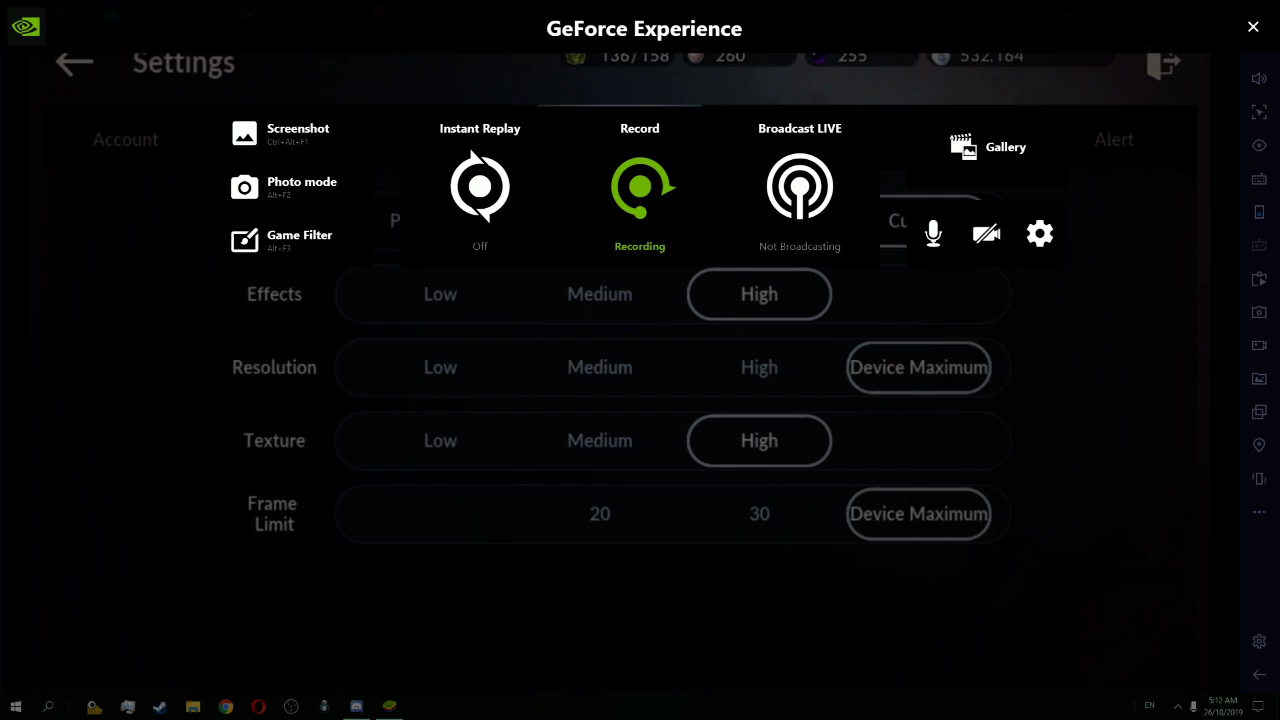 GeForce Experience
Settings
136/158
260
255
532,164
Account
Alert
Screenshot
Ctrl+Alt+F1
Photo mode
Alt+F2
Game Filter
Alt+F3
Instant Replay
Off
Record
Recording
Broadcast LIVE
Not Broadcasting
Gallery
P
Cu
Effects
Low
Medium
High
Resolution
Low
Medium
High
Device Maximum
Texture
Low
Medium
High
Frame
Limit
20
30
Device Maximum
EN
5:12 AM
26/10/2019